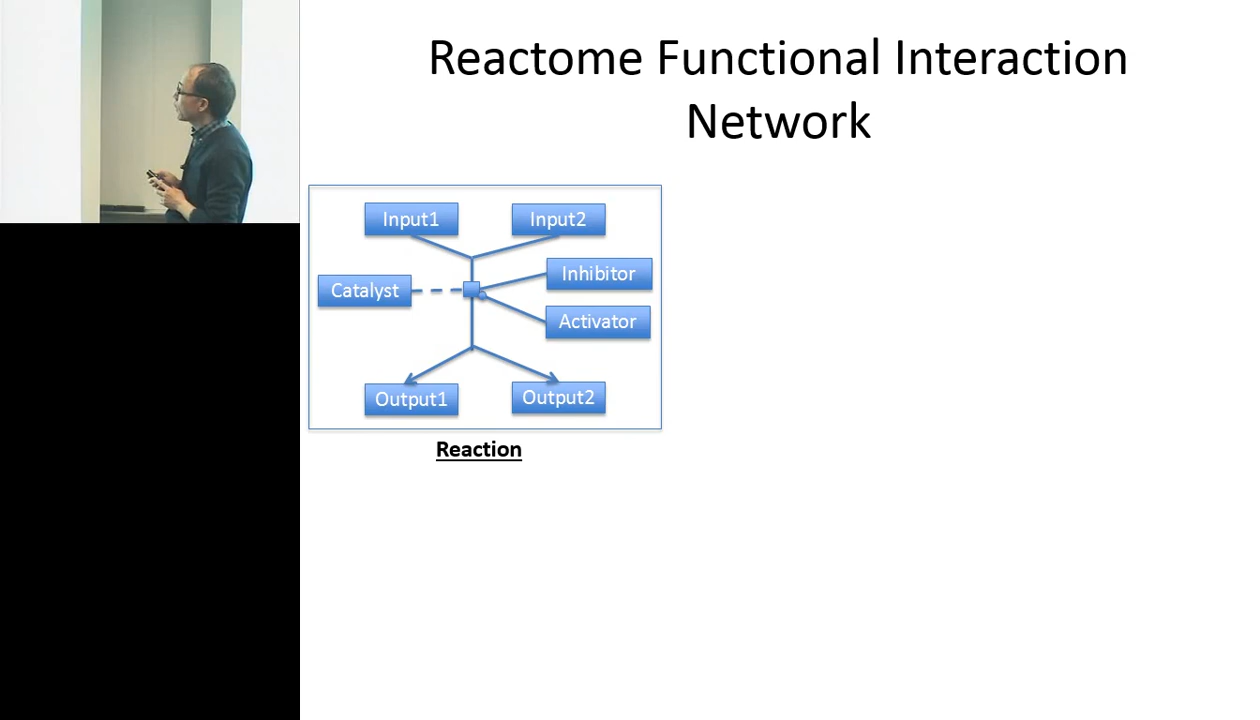 Reactome Functional Interaction
Network
Input1
Input2
Inhibitor
Catalyst
Activator
Output1
Output2
Reaction